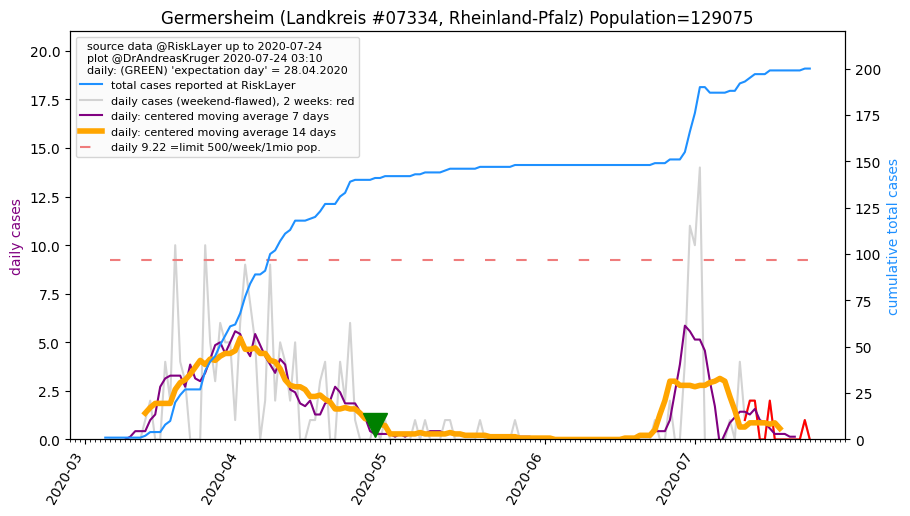 Germersheim (Landkreis #07334, Rheinland-Pfalz) Population=129075
source data @RiskLayer up to 2020-07-24
plot @DrAndreasKruger 2020-07-24 03:10
daily: (GREEN) 'expectation day' = 28.04.2020
total cases reported at RiskLayer
daily cases (weekend-flawed), 2 weeks: red
daily: centered moving average 7 days
daily: centered moving average 14 days
daily 9.22 =limit 500/week/1mio pop.
daily cases
20.0
17.5
15.0
12.5
10.0
7.5
5.0
2.5
0.0
200
175
150
125
100
75
50
25
0
cumulative total cases
2020-03
2020-04
2020-05
2020-06
2020-07